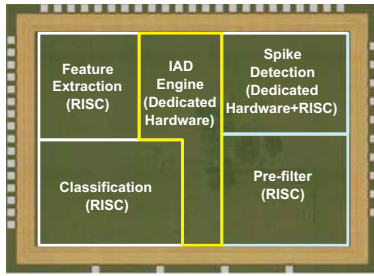 Feature
Extraction
(RISC)
IAD
Engine
(Dedicated
Hardware)
Spike
Detection
(Dedicated
Hardware+RISC)
Classification
(RISC)
Pre-filter
(RISC)